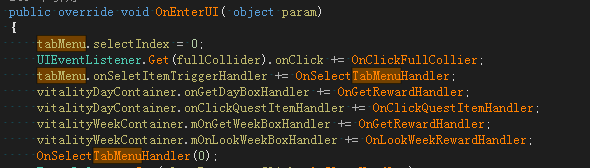 public override void OnEnterUI( object param)
{
tabMenu.selectIndex = 0;
UIEventListener.Get(fullCollider).onClick += OnClickFullCollier;
tabMenu.onSeletItemTriggerHandler += OnSelectTabMenuHandler;
vitalityDayContainer.onGetDayBoxHandler += OnGetRewardHandler;
vitalityDayContainer.onClickQuestItemHandler += OnClickQuestItemHandler;
vitalityWeekContainer.mOnGetWeekBoxHandler += OnGetRewardHandler;
vitalityWeekContainer.mOnLookWeekBoxHandler += OnLookWeekRewardHandler;
OnSelectTabMenuHandler(0);